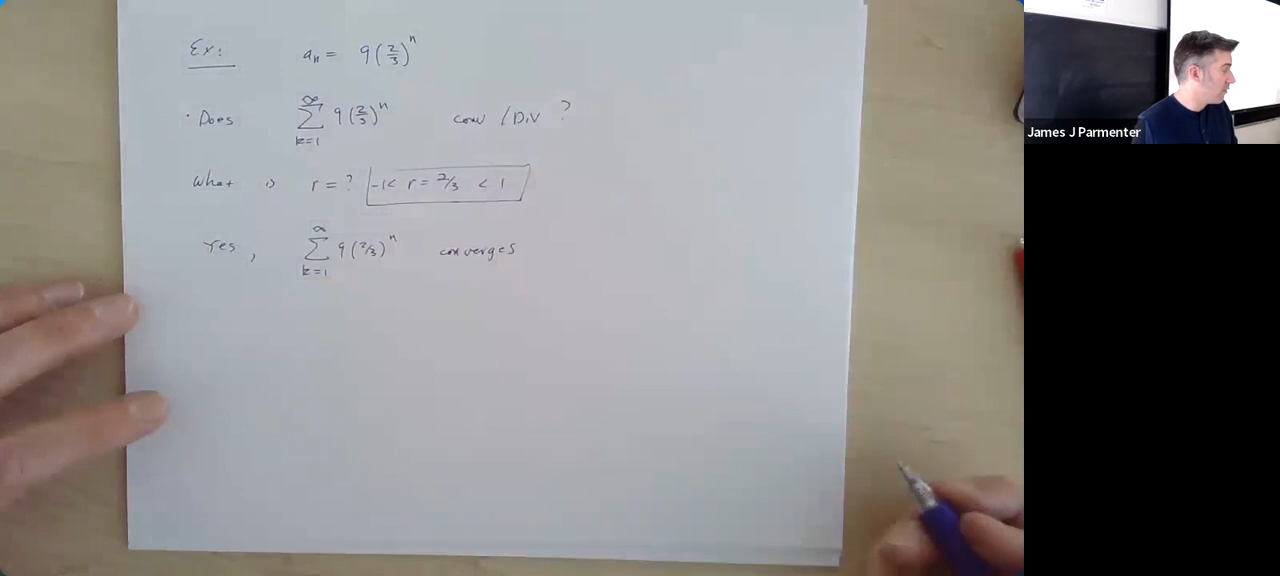 Ex: aₙ = 9(2/3)ⁿ
· Does ∞ Σ k=1 9(2/3)ⁿ conv / DIV ?
What is r = ? -1 < r = 2/3 < 1
Yes, ∞ Σ k=1 9(2/3)ⁿ converges
James J Parmenter